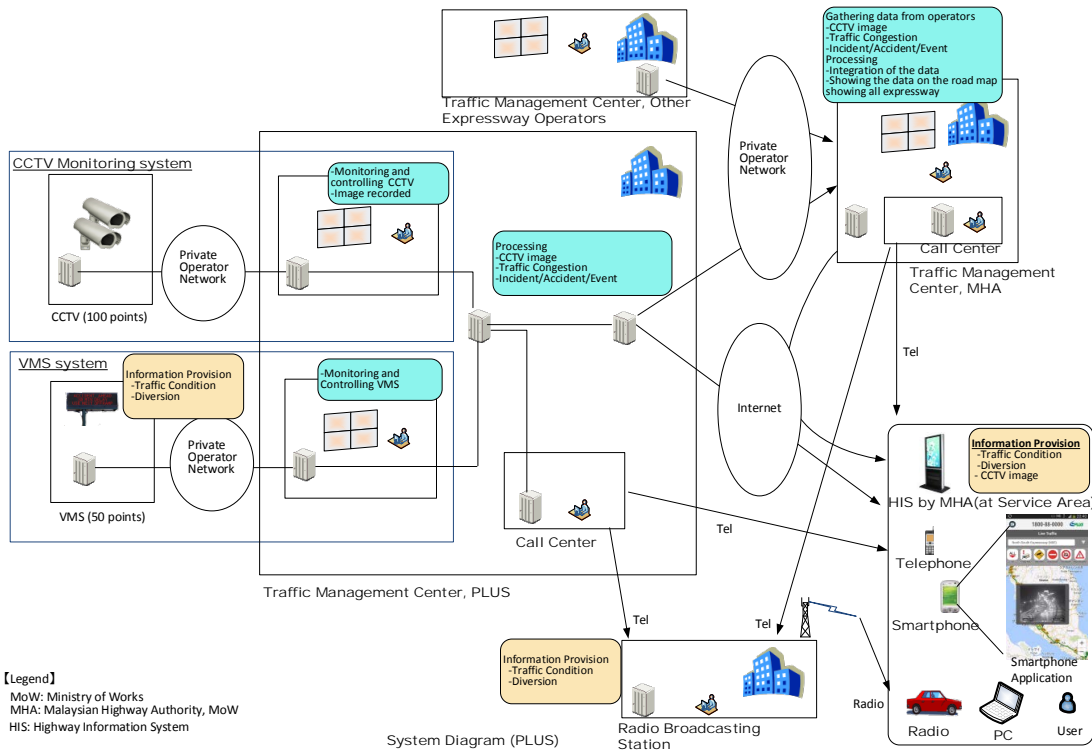 Gathering data from operators
-CCTV image
-Traffic Congestion
-Incident/Accident/Event
Processing
-Integration of the data
-Showing the data on the road map
showing all expressway
Traffic Management Center, Other
Expressway Operators
Private
Operator
Network
CCTV Monitoring system
-Monitoring and
controlling CCTV
-Image recorded
Private
Operator
Network
CCTV (100 points)
Processing
-CCTV image
-Traffic Congestion
-Incident/Accident/Event
Call Center
Traffic Management
Center, MHA
Tel
VMS system
Information Provision
-Traffic Condition
-Diversion
-Monitoring and
Controlling VMS
Private
Operator
Network
VMS (50 points)
Internet
Information Provision
-Traffic Condition
-Diversion
- CCTV image
HIS by MHA(at Service Area)
Call Center
Tel
Telephone
1800-88-0000
Live Traffic
Smartphone
Smartphone
Application
Traffic Management Center, PLUS
Tel
Tel
Information Provision
-Traffic Condition
-Diversion
Radio
Radio
PC
User
Radio Broadcasting
Station
【Legend】
MoW: Ministry of Works
MHA: Malaysian Highway Authority, MoW
HIS: Highway Information System
System Diagram (PLUS)